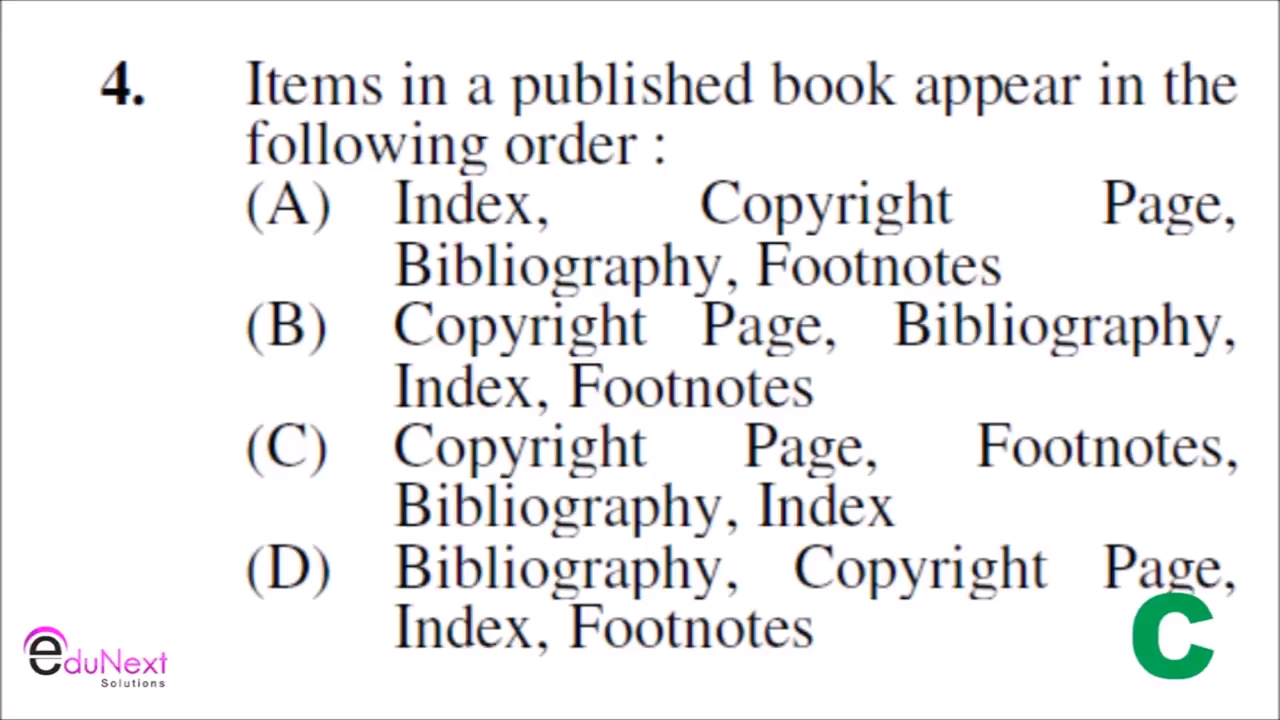 4. Items in a published book appear in the
following order :
(A) Index, Copyright Page,
Bibliography, Footnotes
(B) Copyright Page, Bibliography,
Index, Footnotes
(C) Copyright Page, Footnotes,
Bibliography, Index
(D) Bibliography, Copyright Page,
Index, Footnotes
C
eduNext
Solutions